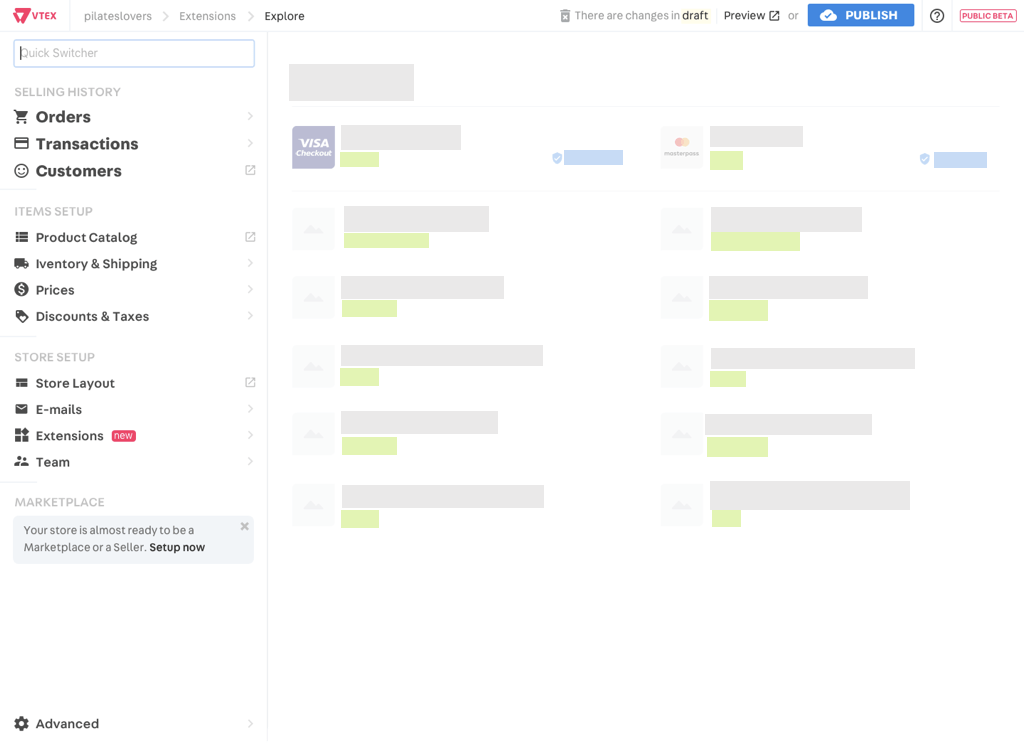 VTEX
pilateslovers
Extensions
Explore
There are changes in draft
Preview
or
PUBLISH
PUBLIC BETA
Quick Switcher
SELLING HISTORY
Orders
Transactions
Customers
ITEMS SETUP
Product Catalog
Iventory & Shipping
Prices
Discounts & Taxes
STORE SETUP
Store Layout
E-mails
Extensions new
Team
MARKETPLACE
Your store is almost ready to be a
Marketplace or a Seller. Setup now
Advanced
VISA
Checkout
masterpass